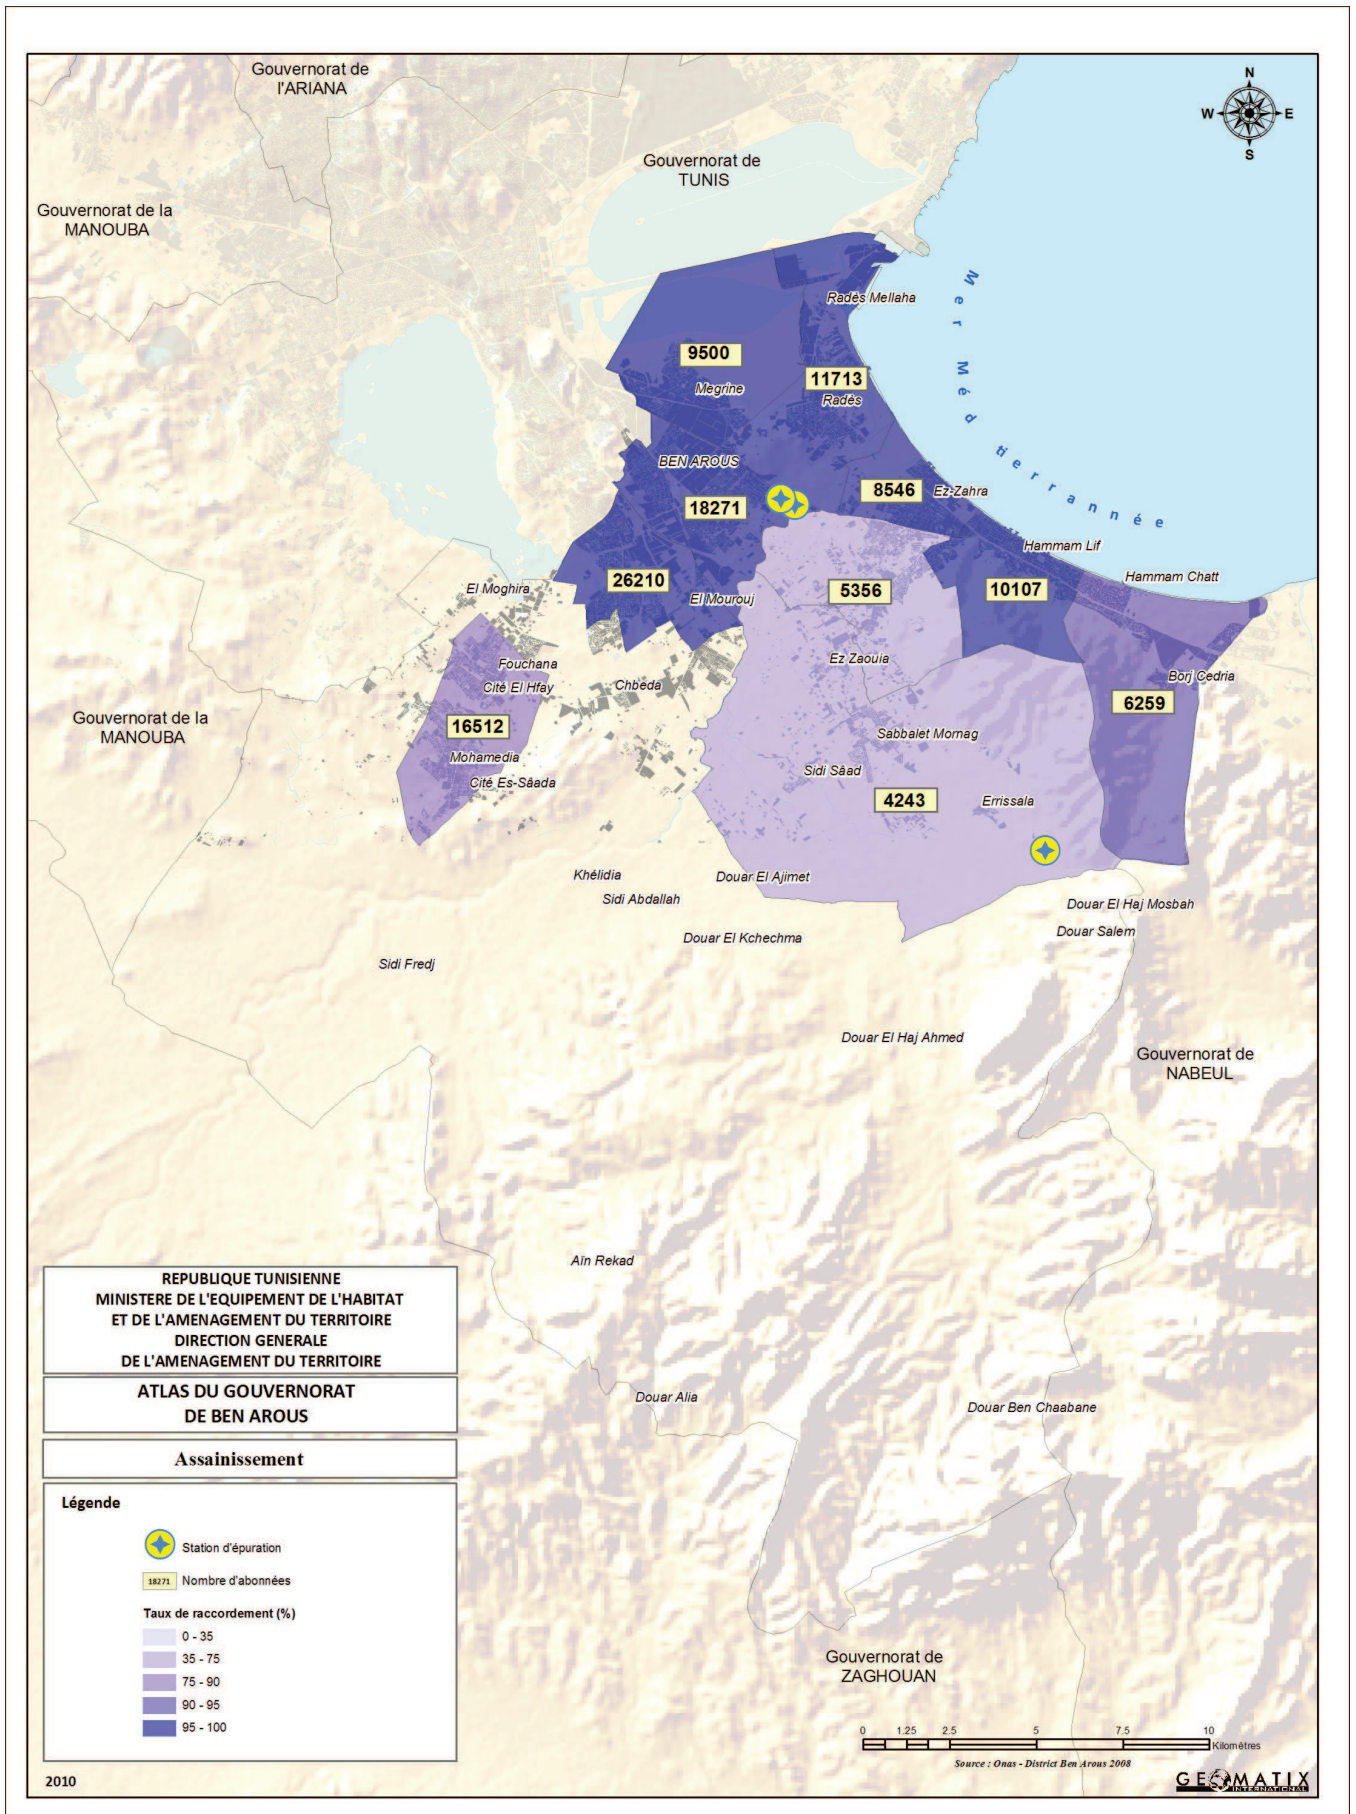 Gouvernorat de
l'ARIANA
N
W
E
S
Gouvernorat de
TUNIS
Gouvernorat de la
MANOUBA
Mer Méd tierrannée
Radès Mellaha
9500
Megrine
11713
Radès
BEN AROUS
18271
8546
Ez-Zahra
Hammam Lif
Hammam Chatt
26210
El Mourouj
5356
10107
El Moghira
Fouchana
Cité El Hfay
Chbeda
Ez Zaouia
Borj Cedria
6259
Gouvernorat de la
MANOUBA
16512
Mohamedia
Cité Es-Sâada
Sabbalet Mornag
Sidi Sâad
4243
Errissala
Khélidia
Sidi Abdallah
Douar El Ajimet
Douar El Kchechma
Douar El Haj Mosbah
Douar Salem
Sidi Fredj
Douar El Haj Ahmed
Gouvernorat de
NABEUL
Aïn Rekad
Douar Alia
Douar Ben Chaabane
Gouvernorat de
ZAGHOUAN
REPUBLIQUE TUNISIENNE
MINISTERE DE L'EQUIPEMENT DE L'HABITAT
ET DE L'AMENAGEMENT DU TERRITOIRE
DIRECTION GENERALE
DE L'AMENAGEMENT DU TERRITOIRE
ATLAS DU GOUVERNORAT
DE BEN AROUS
Assainissement
Légende
Station d'épuration
18271 Nombre d'abonnées
Taux de raccordement (%)
0 - 35
35 - 75
75 - 90
90 - 95
95 - 100
0 1.25 2.5 5 7.5 10
Kilomètres
Source : Onas - District Ben Arous 2008
GEOMATIX
INTERNATIONAL
2010